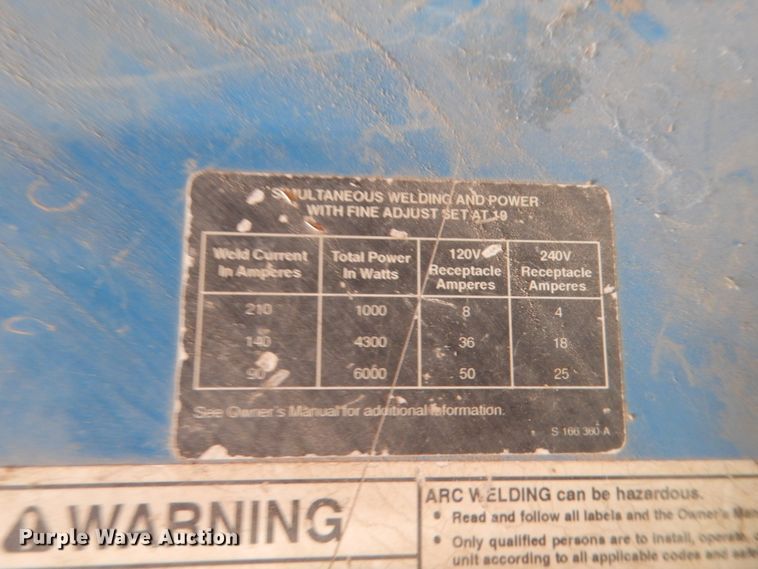 SIMULTANEOUS WELDING AND POWER
WITH FINE ADJUST SET AT 10
Weld Current In Amperes | Total Power In Watts | 120V Receptacle Amperes | 240V Receptacle Amperes
210 1000 8 4
140 4300 36 18
90 6000 50 25
See Owner's Manual for additional information.
S-166 360-A
WARNING
ARC WELDING can be hazardous.
• Read and follow all labels and the Owner's
• Only qualified persons are to install, operate,
unit according to all applicable codes and
Purple Wave Auction